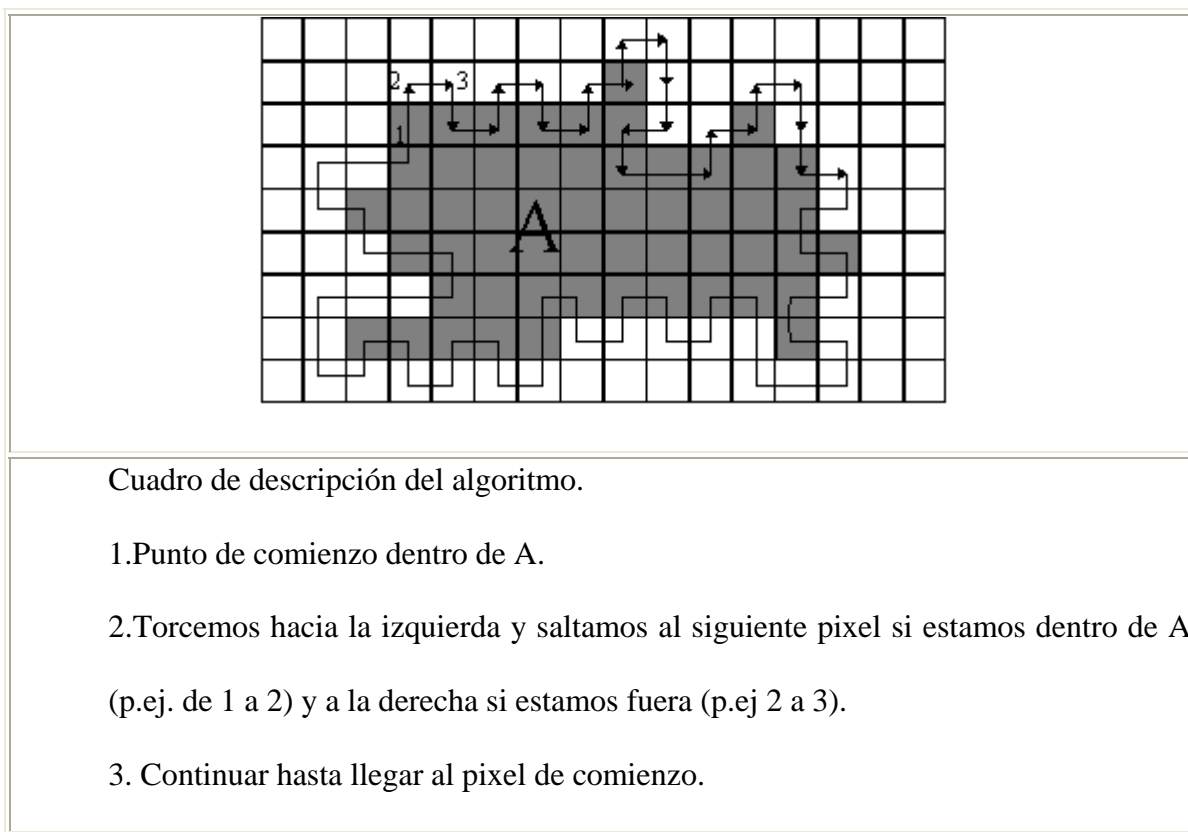 2 3
1
A
Cuadro de descripción del algoritmo.
1.Punto de comienzo dentro de A.
2.Torcemos hacia la izquierda y saltamos al siguiente pixel si estamos dentro de A
(p.ej. de 1 a 2) y a la derecha si estamos fuera (p.ej 2 a 3).
3. Continuar hasta llegar al pixel de comienzo.